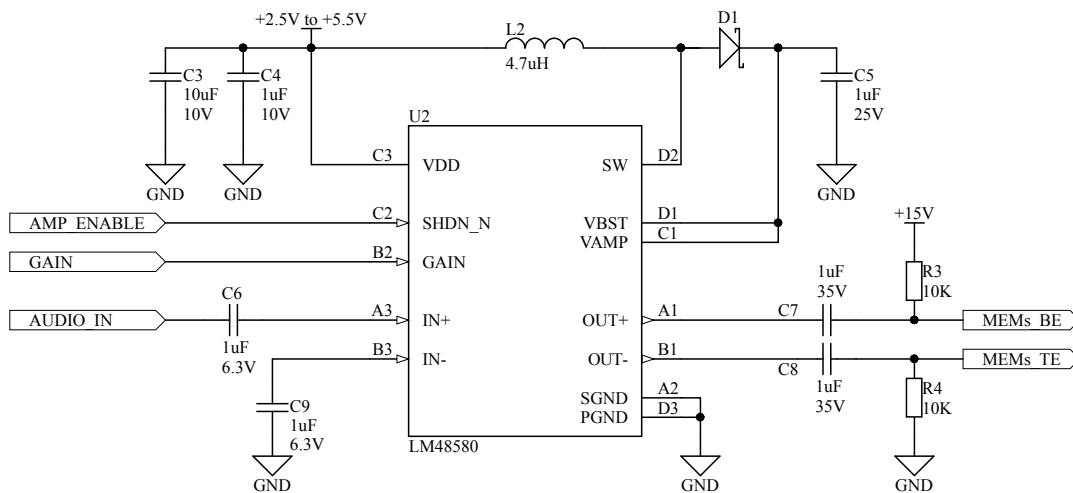 +2.5V to +5.5V
L2
4.7uH
D1
C3
10uF
10V
C4
1uF
10V
C5
1uF
25V
GND
GND
GND
U2
C3
VDD
SW
D2
AMP_ENABLE
C2
SHDN_N
VBST
D1
VAMP
C1
GAIN
B2
GAIN
+15V
R3
10K
AUDIO_IN
C6
1uF
6.3V
A3
IN+
OUT+
A1
C7
1uF
35V
MEMs_BE
B3
IN-
OUT-
B1
C8
1uF
35V
MEMs_TE
C9
1uF
6.3V
SGND
A2
PGND
D3
R4
10K
LM48580
GND
GND
GND